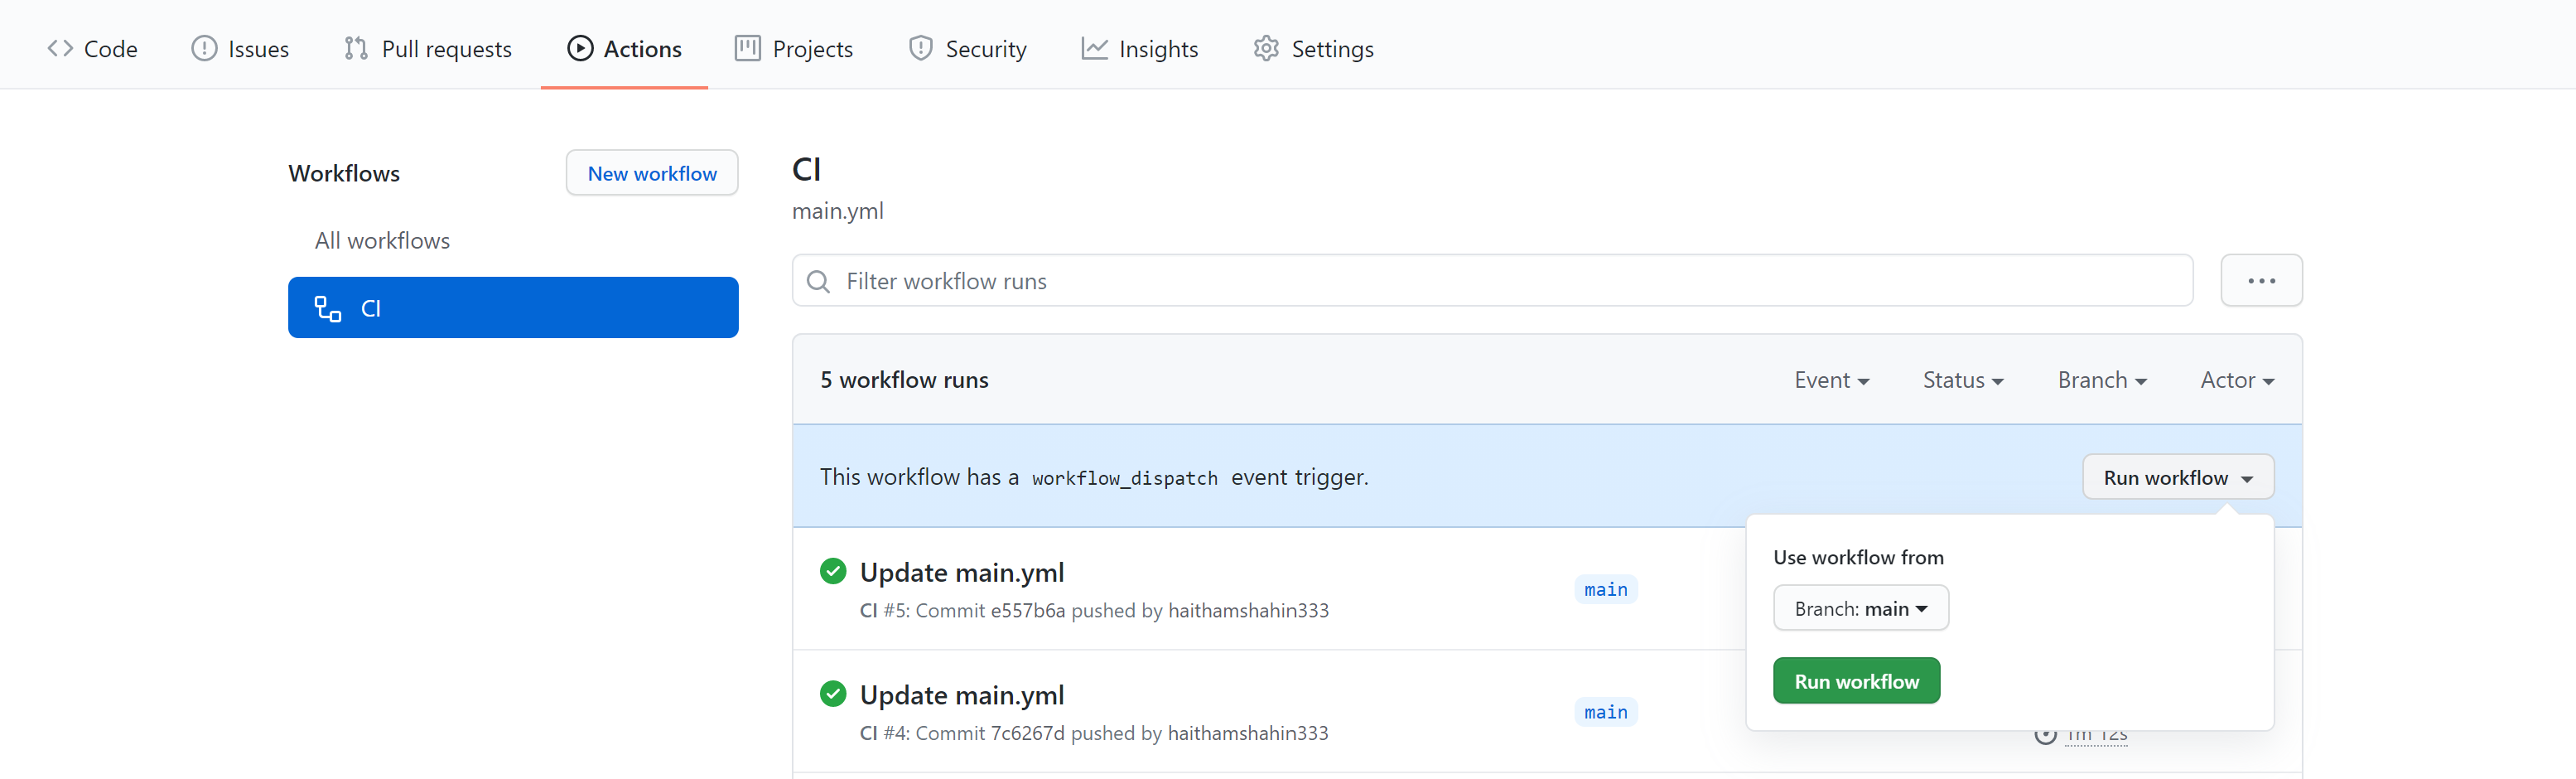 Code Issues Pull requests Actions Projects Security Insights Settings
Workflows
New workflow
All workflows
CI
CI
main.yml
Filter workflow runs
5 workflow runs
Event Status Branch Actor
This workflow has a workflow_dispatch event trigger.
Run workflow
Use workflow from
Branch: main
Run workflow
Update main.yml
CI #5: Commit e557b6a pushed by haithamshahin333
main
Update main.yml
CI #4: Commit 7c6267d pushed by haithamshahin333
main
1m 12s